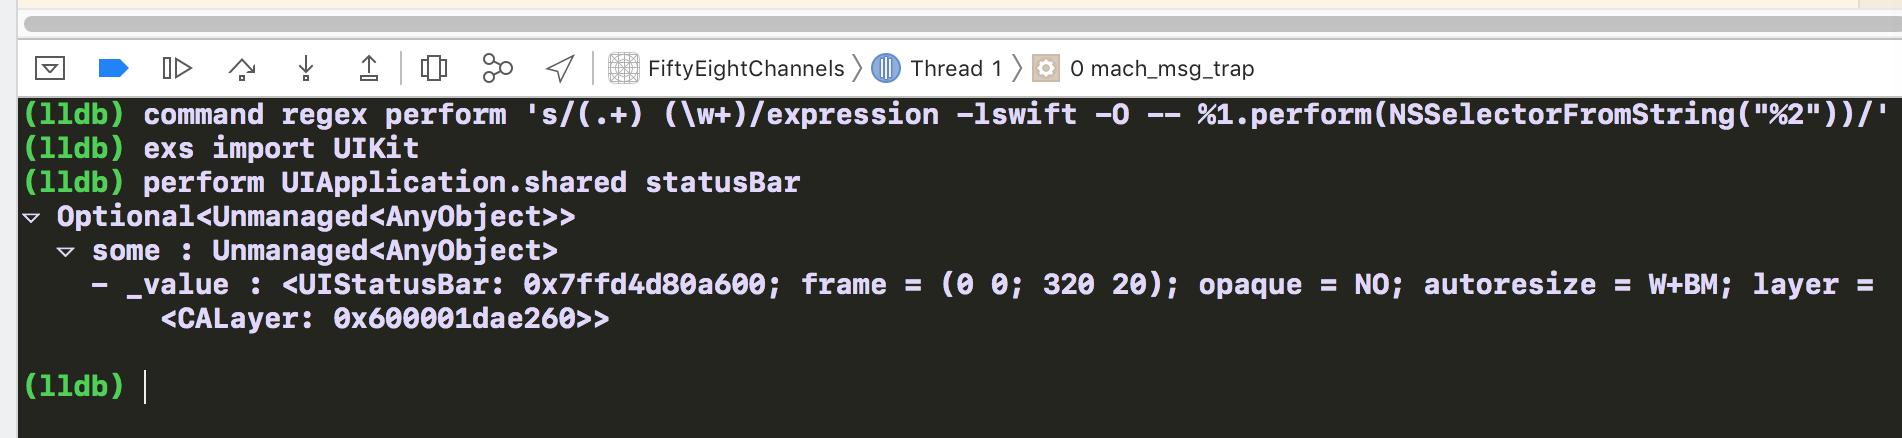 FiftyEightChannels Thread 1 0 mach_msg_trap
(lldb) command regex perform 's/(.+) (\w+)/expression -lswift -O -- %1.perform(NSSelectorFromString("%2"))/'
(lldb) exs import UIKit
(lldb) perform UIApplication.shared statusBar
▿ Optional<Unmanaged<AnyObject>>
▿ some : Unmanaged<AnyObject>
- _value : <UIStatusBar: 0x7ffd4d80a600; frame = (0 0; 320 20); opaque = NO; autoresize = W+BM; layer =
<CALayer: 0x600001dae260>>
(lldb)